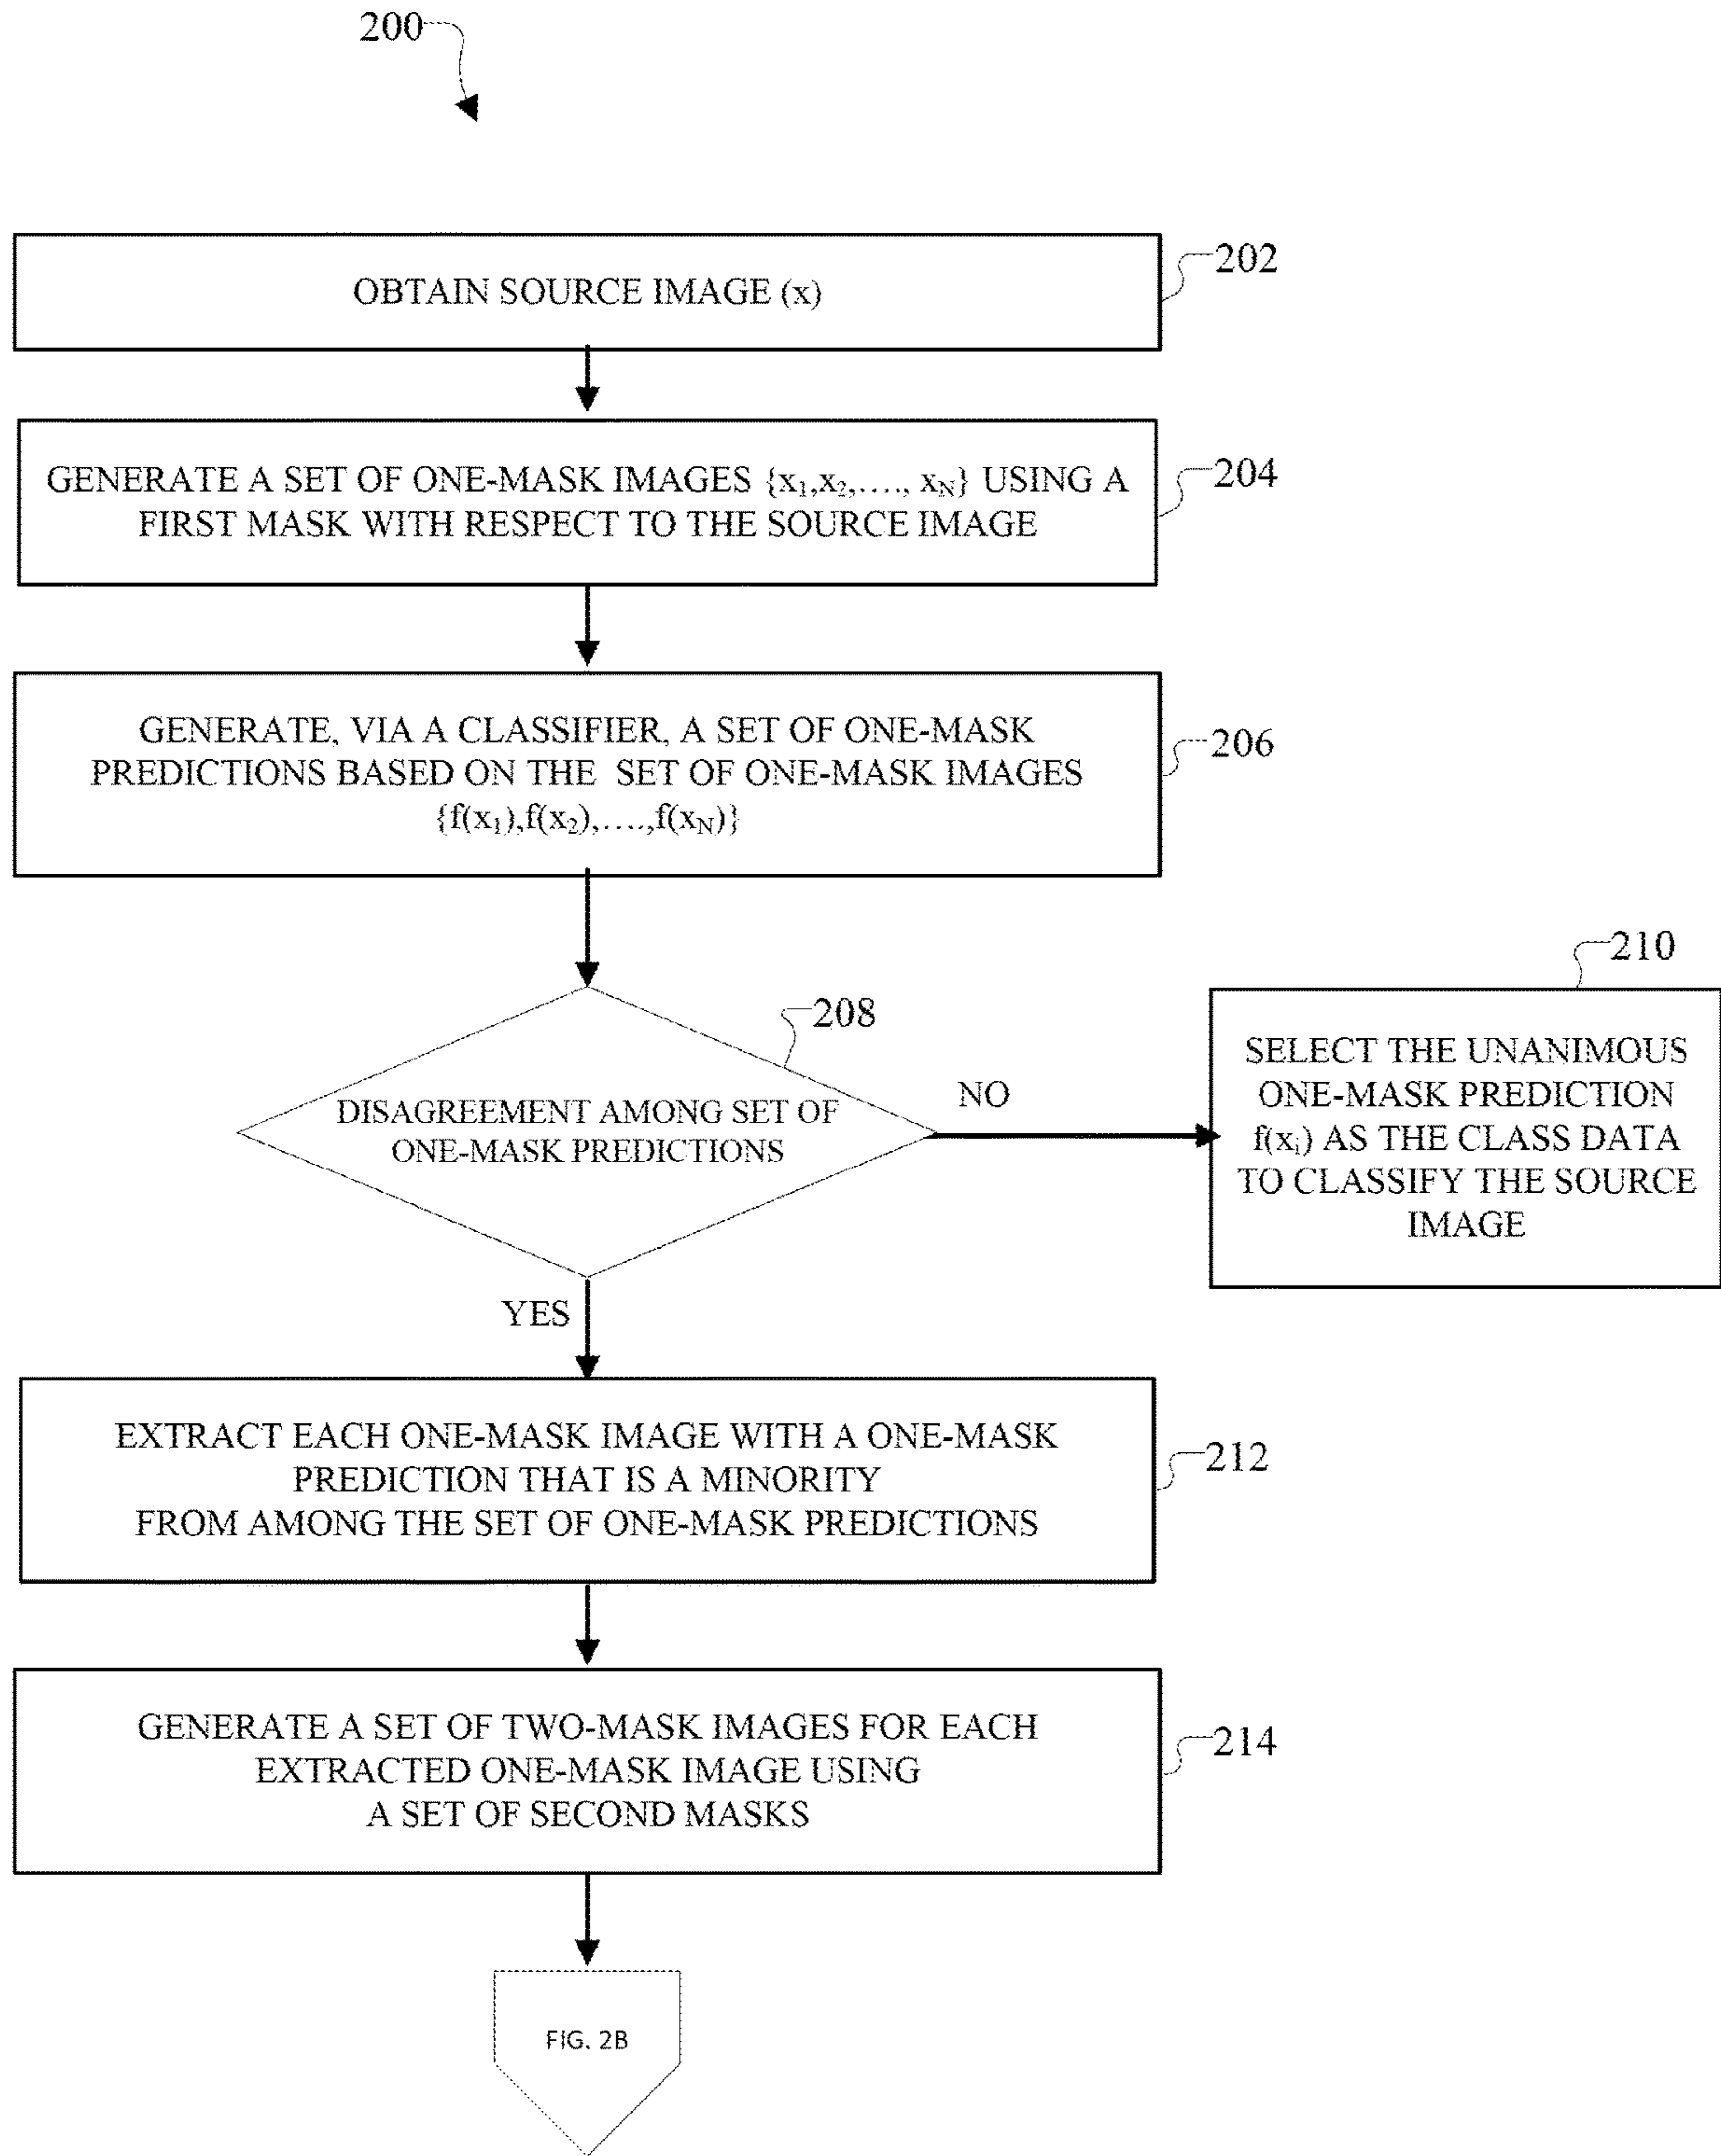 200
OBTAIN SOURCE IMAGE (x)
202
GENERATE A SET OF ONE-MASK IMAGES {x₁,x₂,...., x_N} USING A
FIRST MASK WITH RESPECT TO THE SOURCE IMAGE
204
GENERATE, VIA A CLASSIFIER, A SET OF ONE-MASK
PREDICTIONS BASED ON THE SET OF ONE-MASK IMAGES
{f(x₁),f(x₂),....,f(x_N)}
206
208
DISAGREEMENT AMONG SET OF
ONE-MASK PREDICTIONS
NO
210
SELECT THE UNANIMOUS
ONE-MASK PREDICTION
f(xᵢ) AS THE CLASS DATA
TO CLASSIFY THE SOURCE
IMAGE
YES
EXTRACT EACH ONE-MASK IMAGE WITH A ONE-MASK
PREDICTION THAT IS A MINORITY
FROM AMONG THE SET OF ONE-MASK PREDICTIONS
212
GENERATE A SET OF TWO-MASK IMAGES FOR EACH
EXTRACTED ONE-MASK IMAGE USING
A SET OF SECOND MASKS
214
FIG. 2B